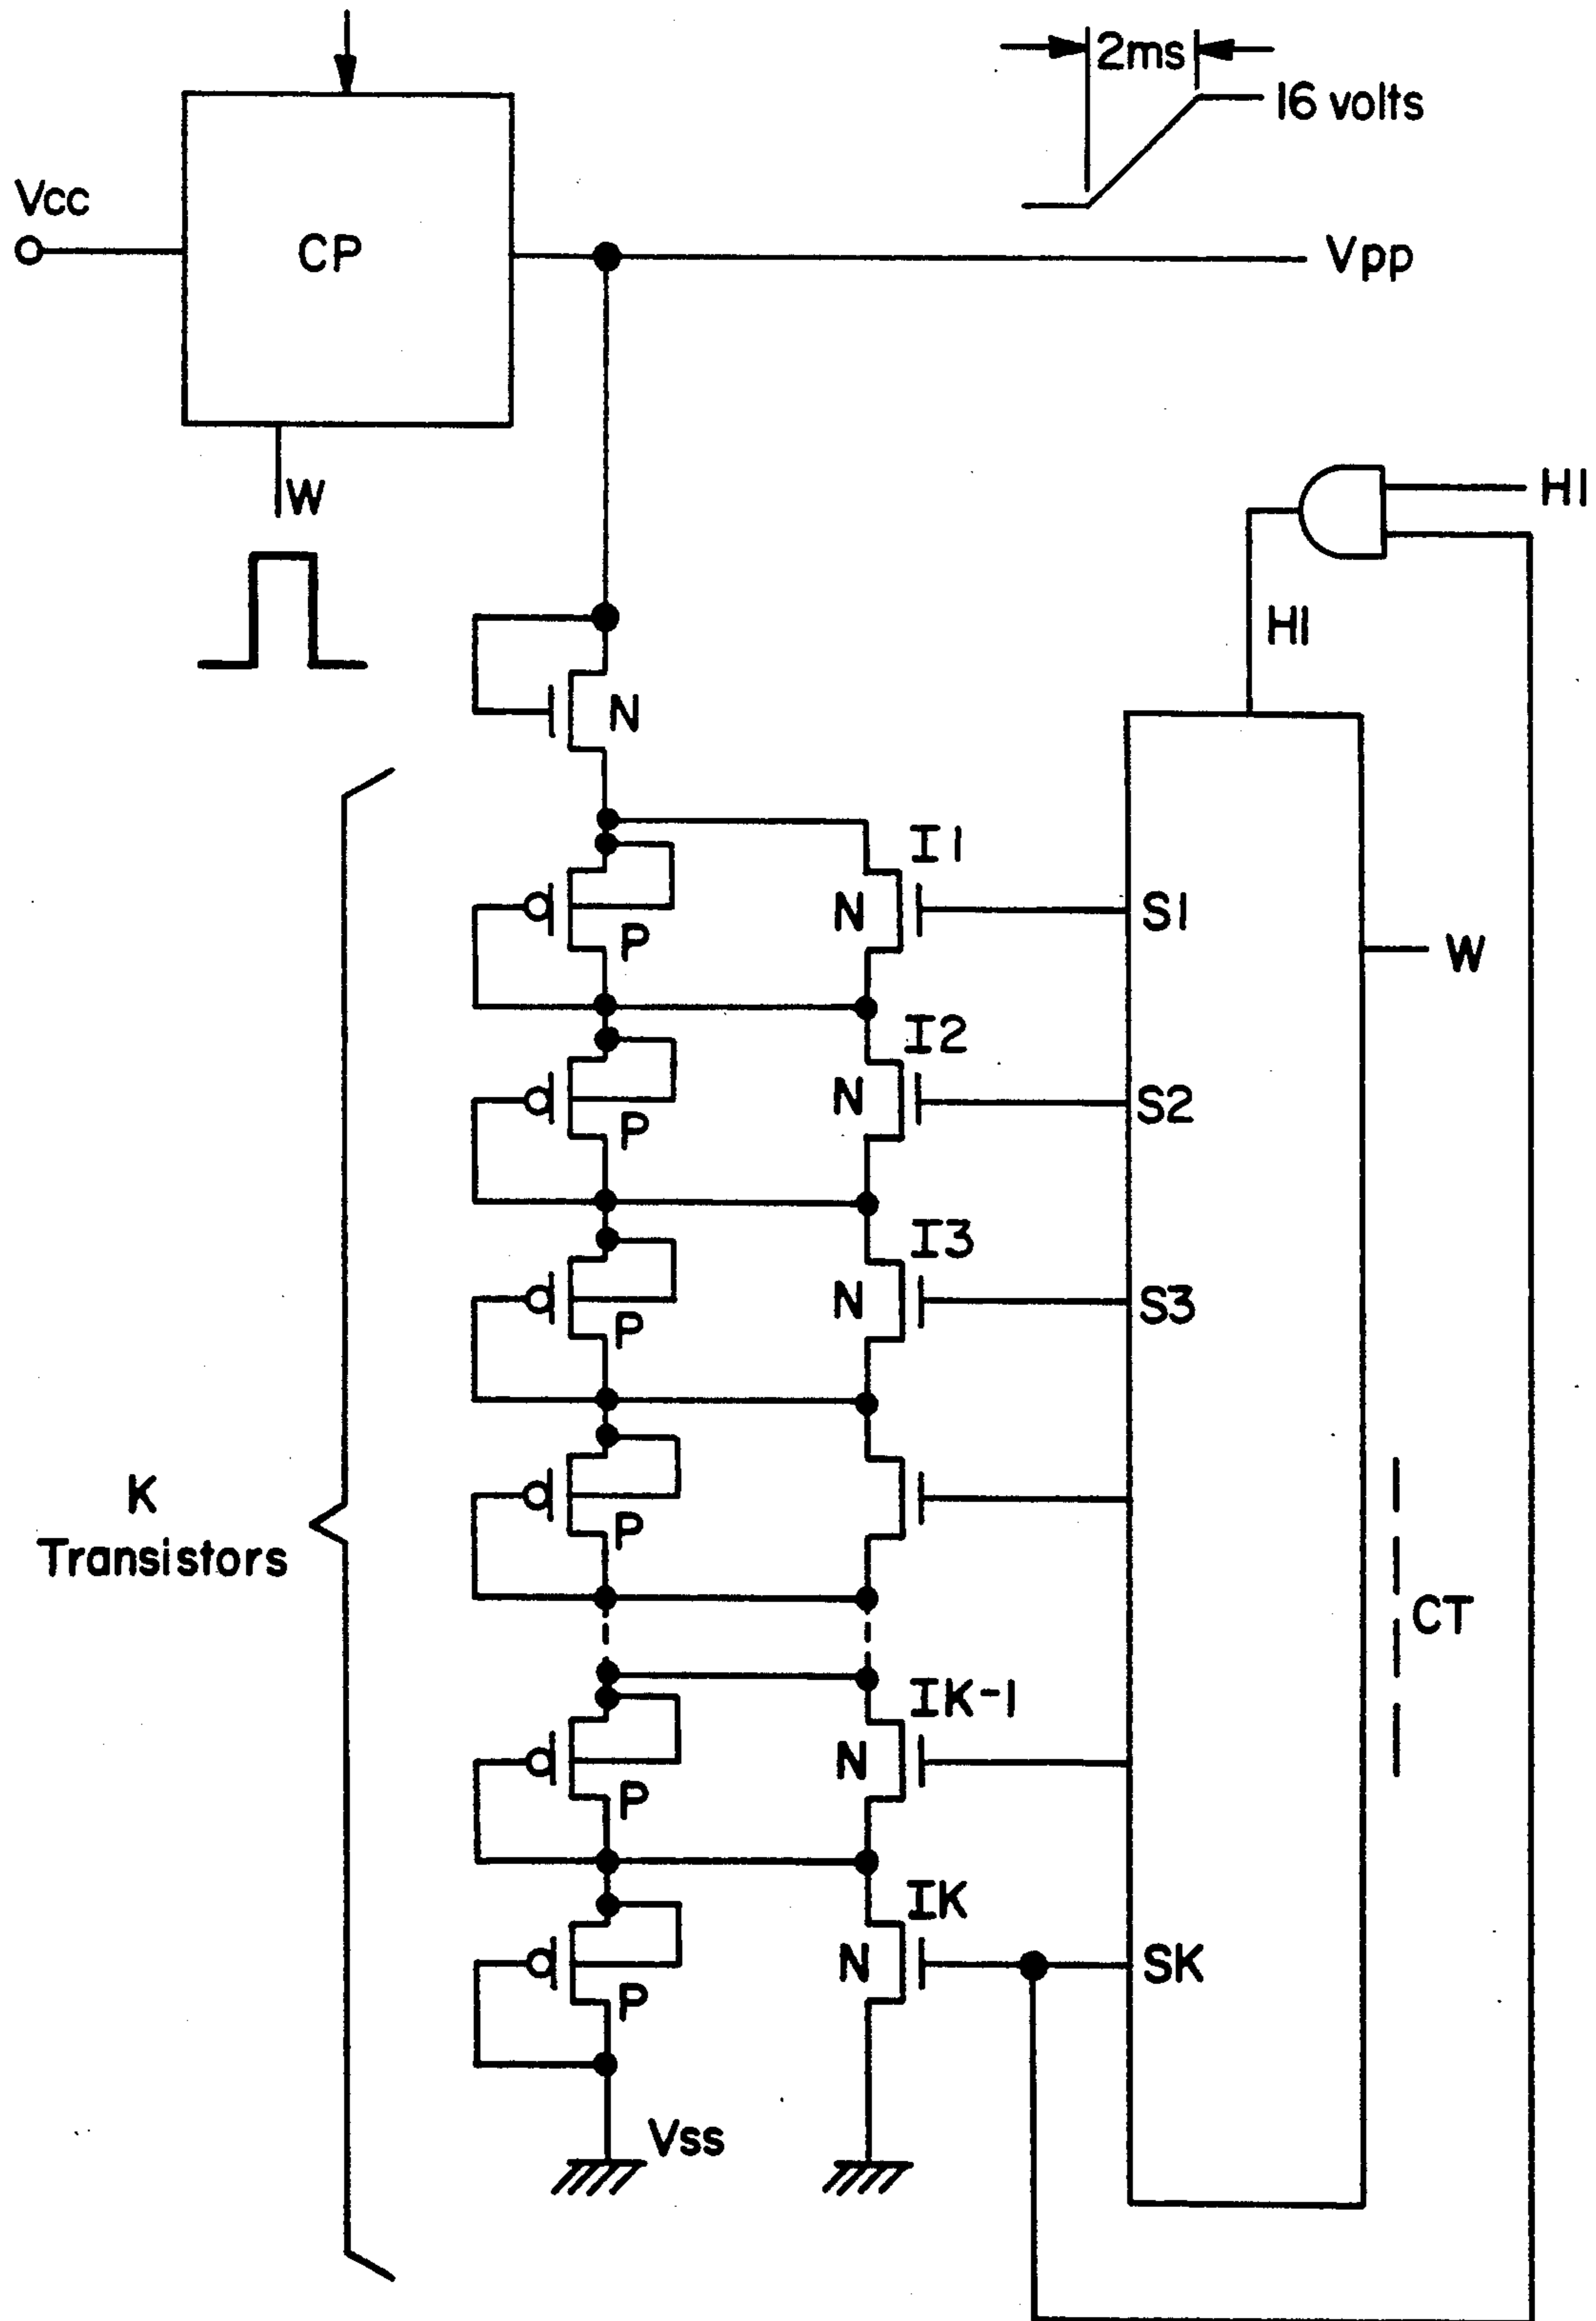 2ms
16 volts
Vcc
CP
Vpp
W
HI
HI
N
I1
N
S1
P
W
I2
N
S2
P
I3
N
S3
P
K
Transistors
P
CT
IK-1
N
P
IK
N
SK
P
Vss